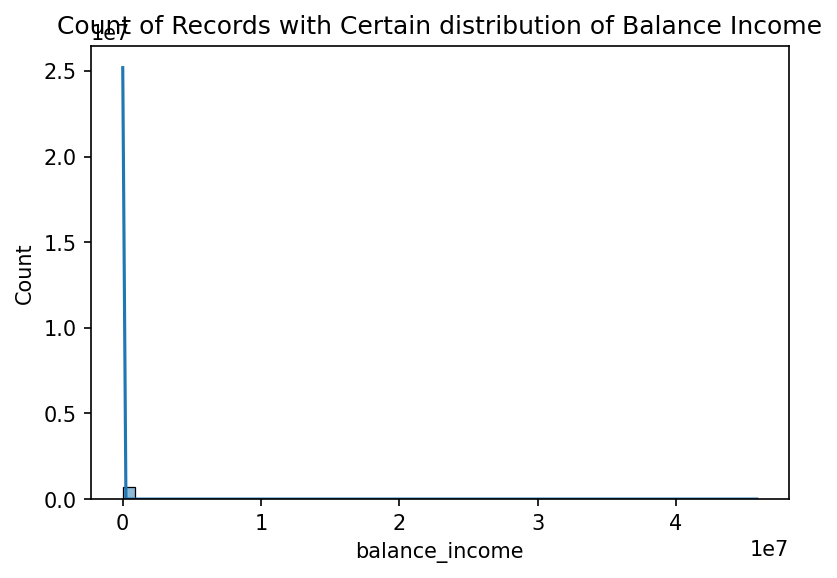 Count of Records with Certain distribution of Balance Income
1e7
2.5
2.0
1.5
1.0
0.5
0.0
Count
0 1 2 3 4
1e7
balance_income